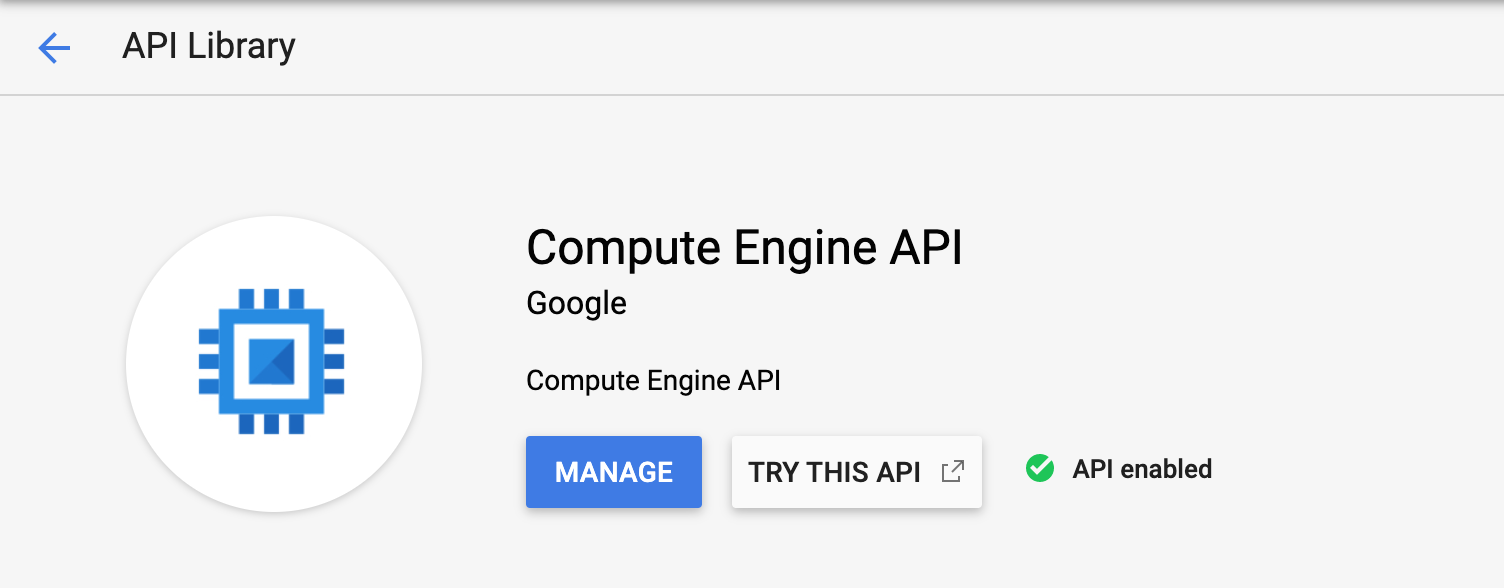 API Library
Compute Engine API
Google
Compute Engine API
MANAGE TRY THIS API API enabled